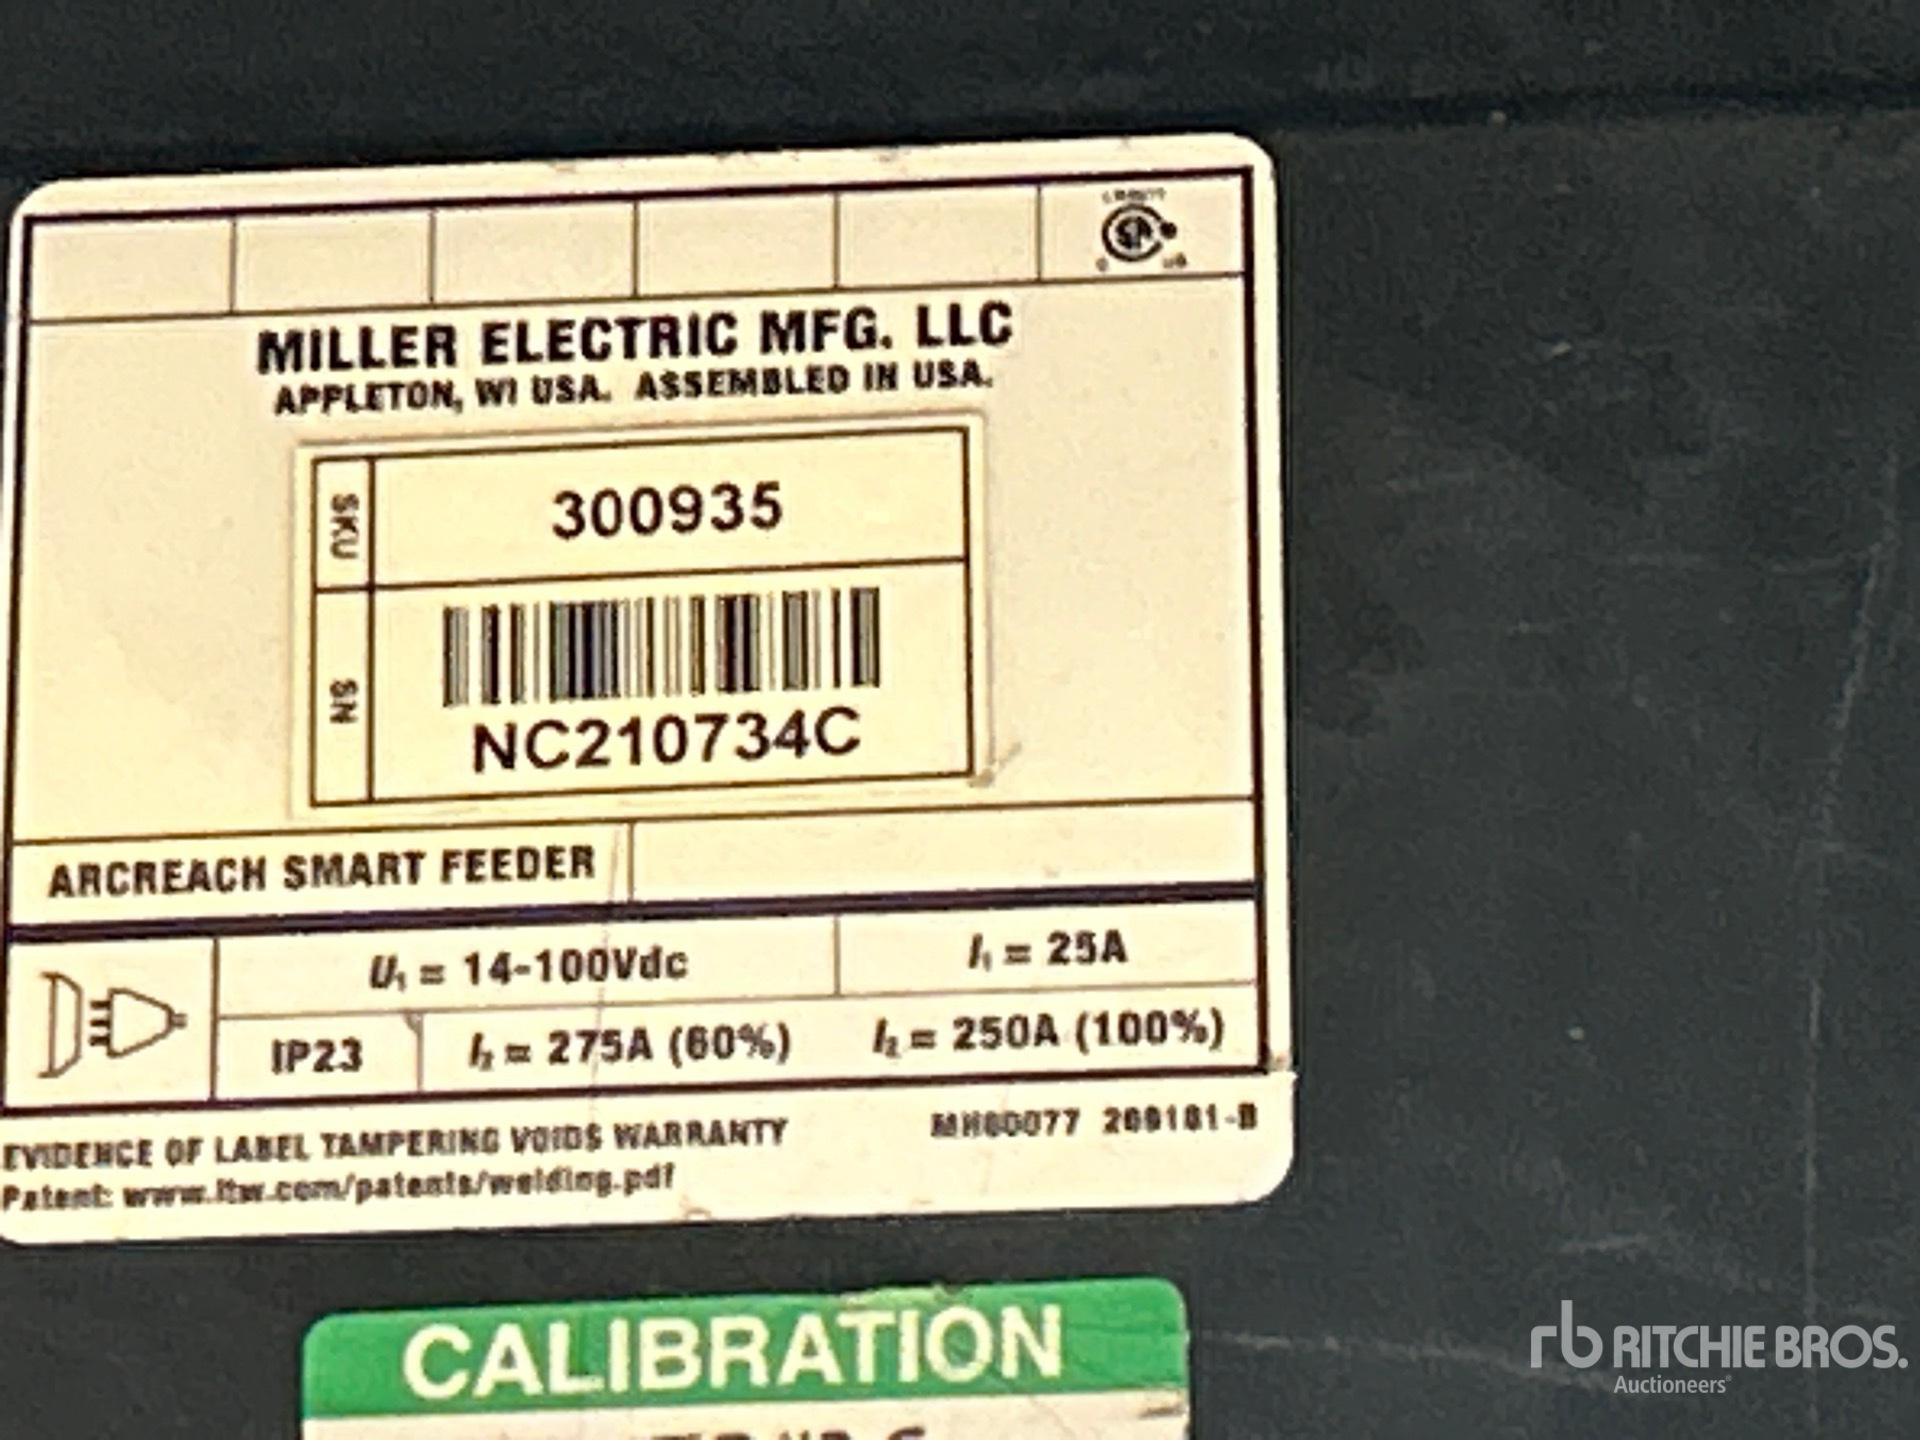 MILLER ELECTRIC MFG. LLC
APPLETON, WI USA. ASSEMBLED IN USA.
SKU
300935
SN
NC210734C
ARCREACH SMART FEEDER
U₁ = 14-100Vdc
I₁ = 25A
IP23
I₂ = 275A (60%)
I₂ = 250A (100%)
EVIDENCE OF LABEL TAMPERING VOIDS WARRANTY
Patent: www.itw.com/patents/welding.pdf
CALIBRATION
rb RITCHIE BROS.
Auctioneers